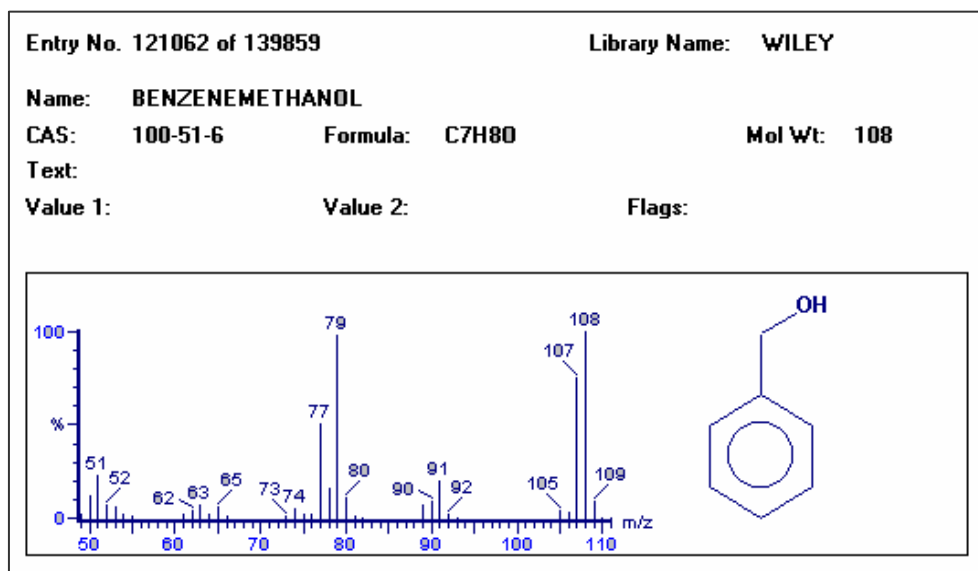 Entry No. 121062 of 139859 Library Name: WILEY
Name: BENZENEMETHANOL
CAS: 100-51-6 Formula: C7H8O Mol Wt: 108
Text:
Value 1: Value 2: Flags:
OH
100
79
108
107
%
77
51
52
62
63
65
73
74
80
90
91
92
105
109
0
m/z
50 60 70 80 90 100 110